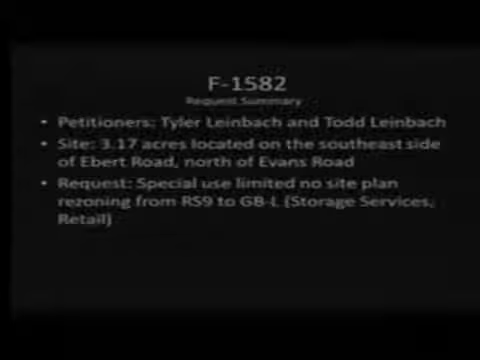 F-1582
Request Summary
• Petitioners: Tyler Leinbach and Todd Leinbach
• Site: 3.17 acres located on the southeast side
of Ebert Road, north of Evans Road
• Request: Special use limited no site plan
rezoning from RS9 to GB-L (Storage Services,
Retail)